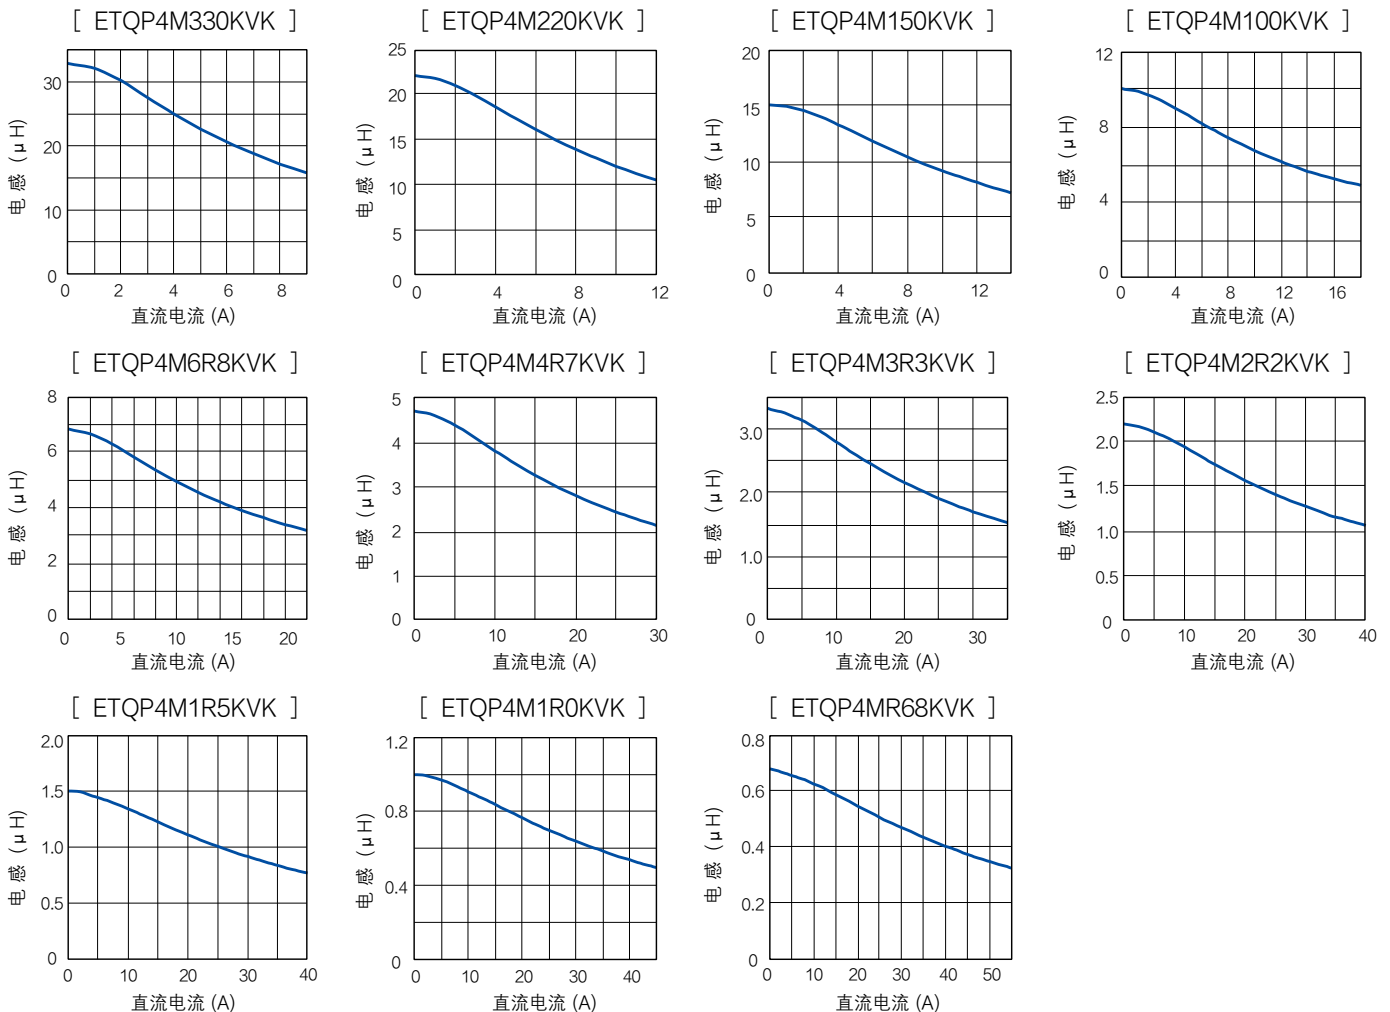 [ ETQP4M330KVK ]
30
20
10
0
0 2 4 6 8
电感 (μH)
直流电流 (A)
[ ETQP4M220KVK ]
25
20
15
10
5
0
0 4 8 12
电感 (μH)
直流电流 (A)
[ ETQP4M150KVK ]
20
15
10
5
0
0 4 8 12
电感 (μH)
直流电流 (A)
[ ETQP4M100KVK ]
12
8
4
0
0 4 8 12 16
电感 (μH)
直流电流 (A)
[ ETQP4M6R8KVK ]
8
6
4
2
0
0 5 10 15 20
电感 (μH)
直流电流 (A)
[ ETQP4M4R7KVK ]
5
4
3
2
1
0
0 10 20 30
电感 (μH)
直流电流 (A)
[ ETQP4M3R3KVK ]
3.0
2.0
1.0
0
0 10 20 30
电感 (μH)
直流电流 (A)
[ ETQP4M2R2KVK ]
2.5
2.0
1.5
1.0
0.5
0
0 10 20 30 40
电感 (μH)
直流电流 (A)
[ ETQP4M1R5KVK ]
2.0
1.5
1.0
0.5
0
0 10 20 30 40
电感 (μH)
直流电流 (A)
[ ETQP4M1R0KVK ]
1.2
0.8
0.4
0
0 10 20 30 40
电感 (μH)
直流电流 (A)
[ ETQP4MR68KVK ]
0.8
0.6
0.4
0.2
0
0 10 20 30 40 50
电感 (μH)
直流电流 (A)